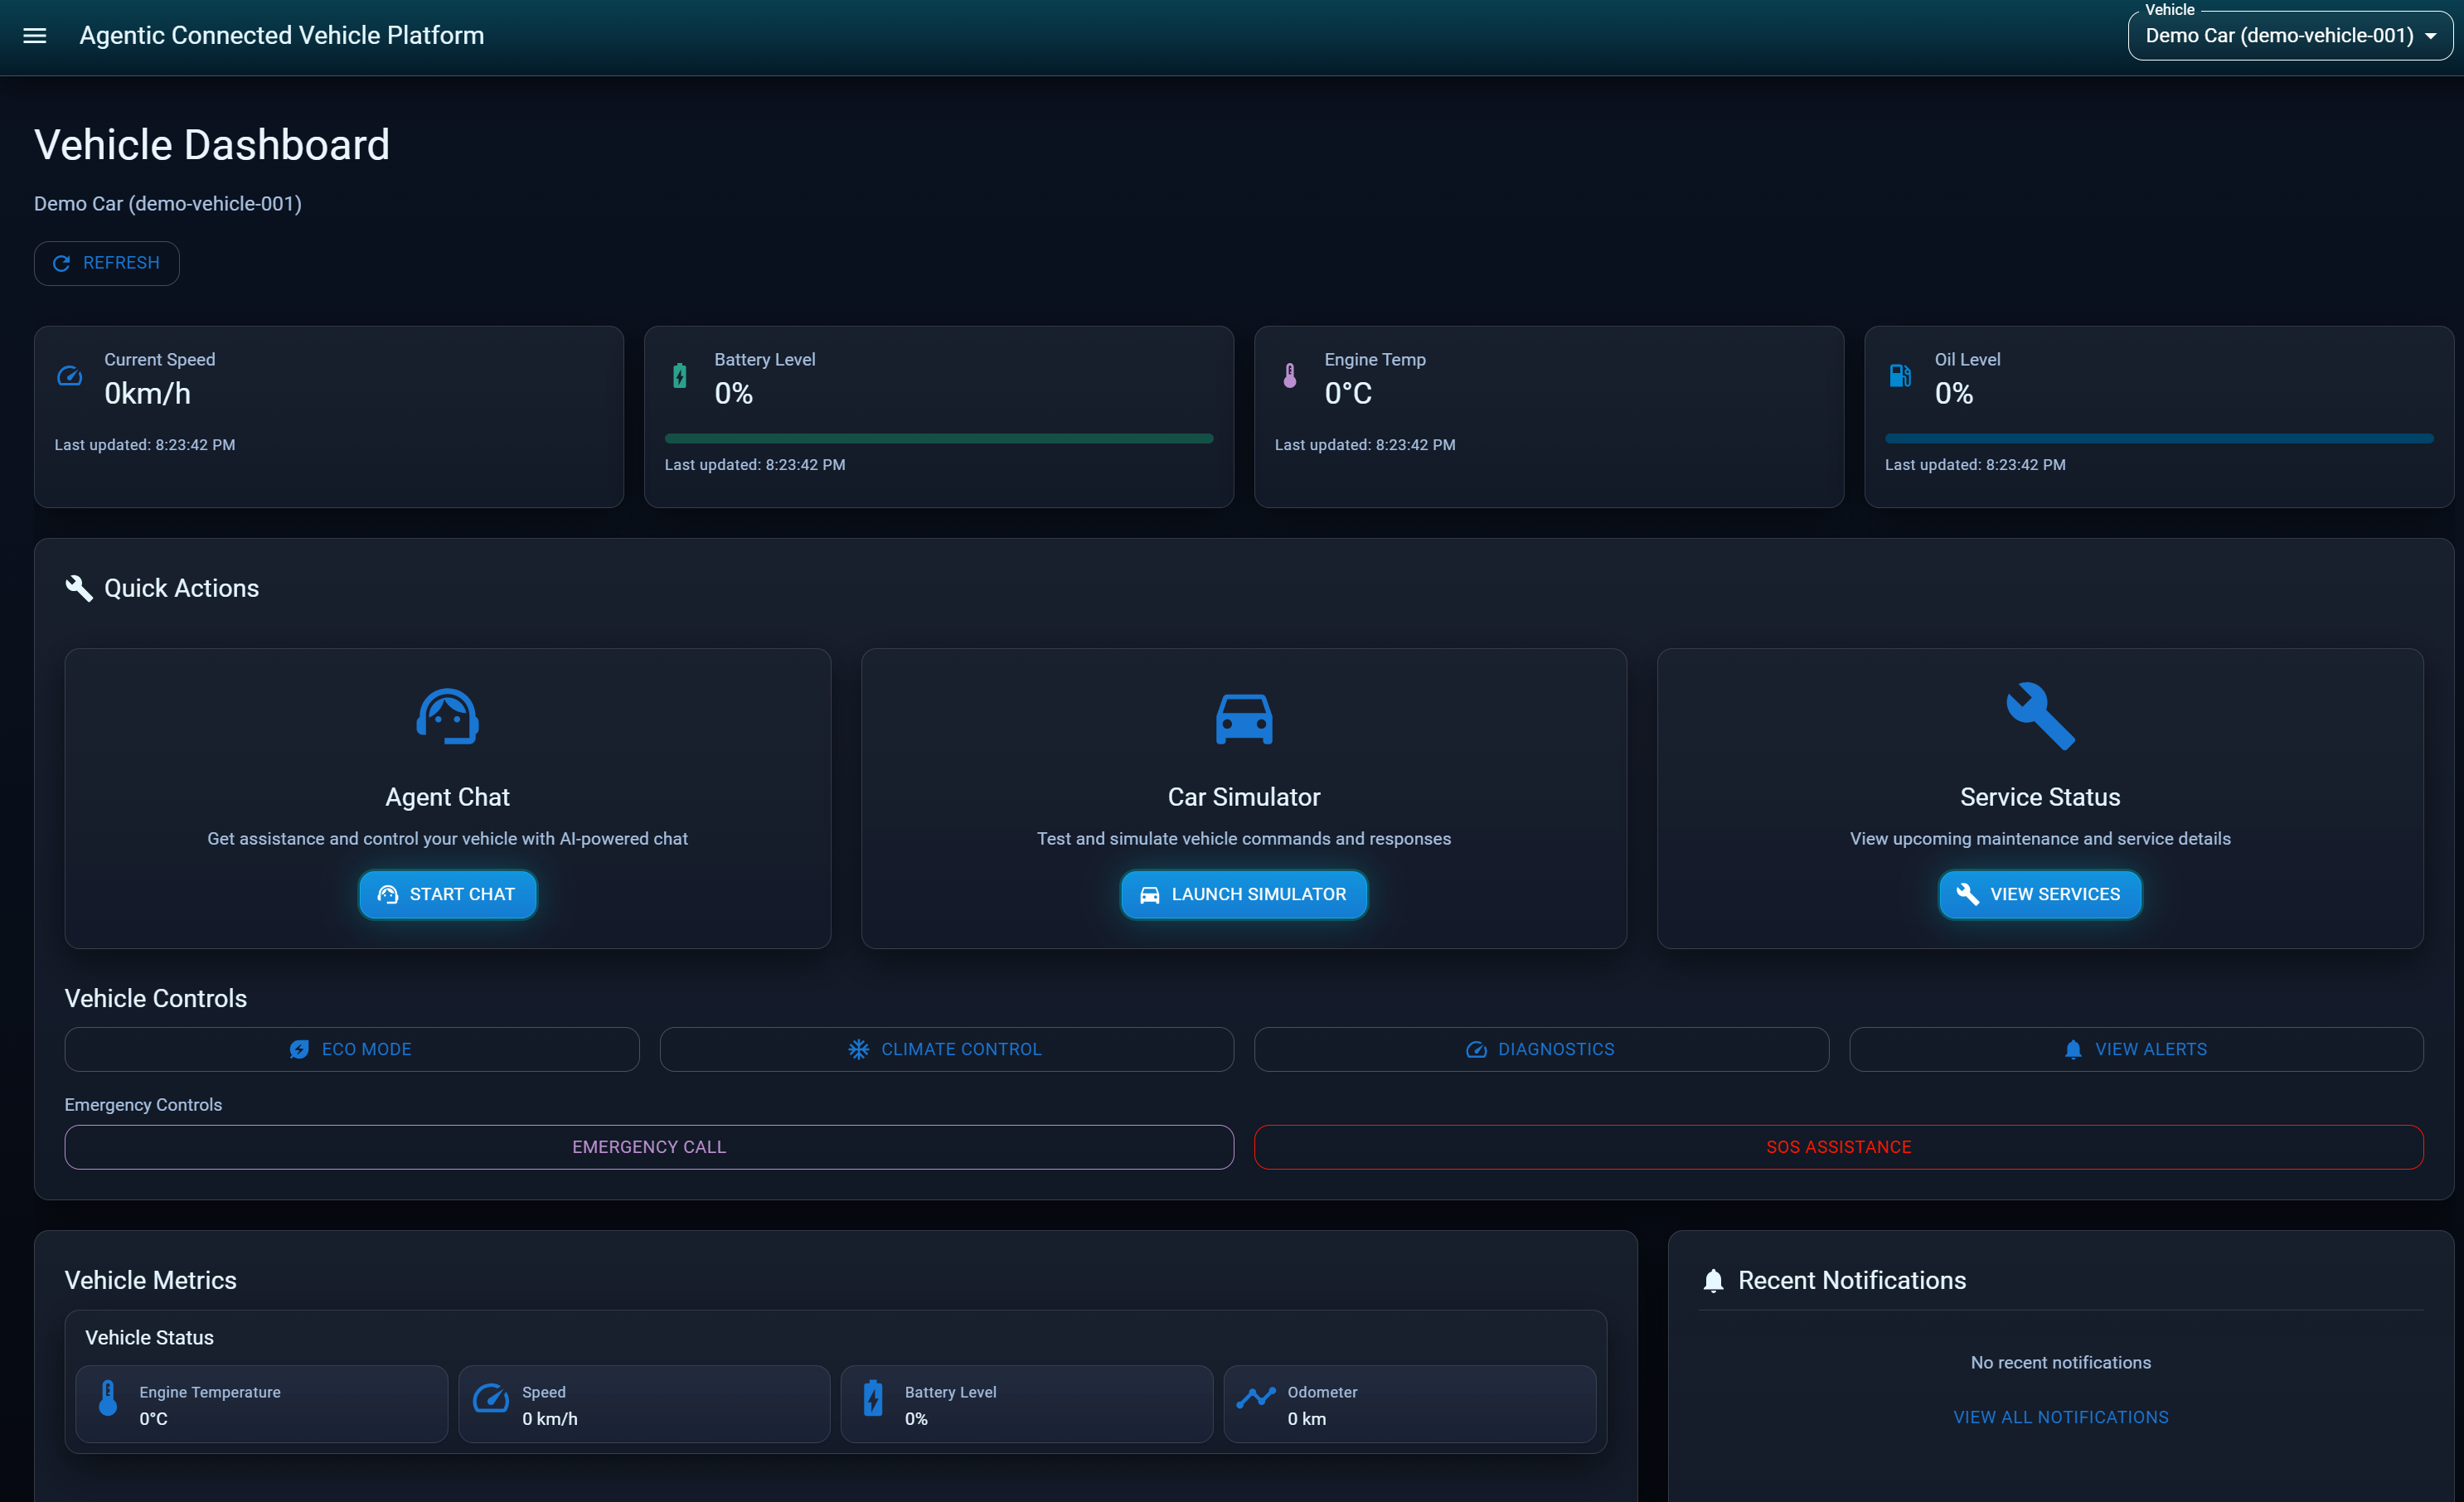 Agentic Connected Vehicle Platform
Vehicle
Demo Car (demo-vehicle-001)
Vehicle Dashboard
Demo Car (demo-vehicle-001)
REFRESH
Current Speed
0km/h
Last updated: 8:23:42 PM
Battery Level
0%
Last updated: 8:23:42 PM
Engine Temp
0°C
Last updated: 8:23:42 PM
Oil Level
0%
Last updated: 8:23:42 PM
Quick Actions
Agent Chat
Get assistance and control your vehicle with AI-powered chat
START CHAT
Car Simulator
Test and simulate vehicle commands and responses
LAUNCH SIMULATOR
Service Status
View upcoming maintenance and service details
VIEW SERVICES
Vehicle Controls
ECO MODE
CLIMATE CONTROL
DIAGNOSTICS
VIEW ALERTS
Emergency Controls
EMERGENCY CALL
SOS ASSISTANCE
Vehicle Metrics
Vehicle Status
Engine Temperature
0°C
Speed
0 km/h
Battery Level
0%
Odometer
0 km
Recent Notifications
No recent notifications
VIEW ALL NOTIFICATIONS